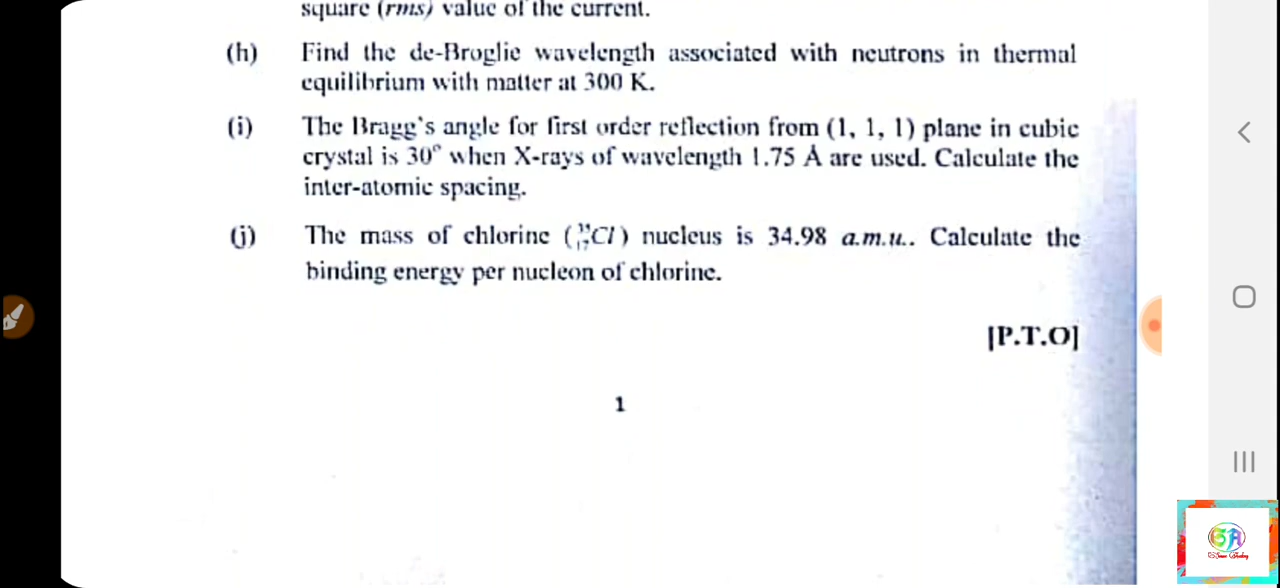 square (rms) value of the current.
(h) Find the de-Broglie wavelength associated with neutrons in thermal
equilibrium with matter at 300 K.
(i) The Bragg's angle for first order reflection from (1, 1, 1) plane in cubic
crystal is 30° when X-rays of wavelength 1.75 Å are used. Calculate the
inter-atomic spacing.
(j) The mass of chlorine (³⁵₁₇Cl) nucleus is 34.98 a.m.u.. Calculate the
binding energy per nucleon of chlorine.
[P.T.O]
1